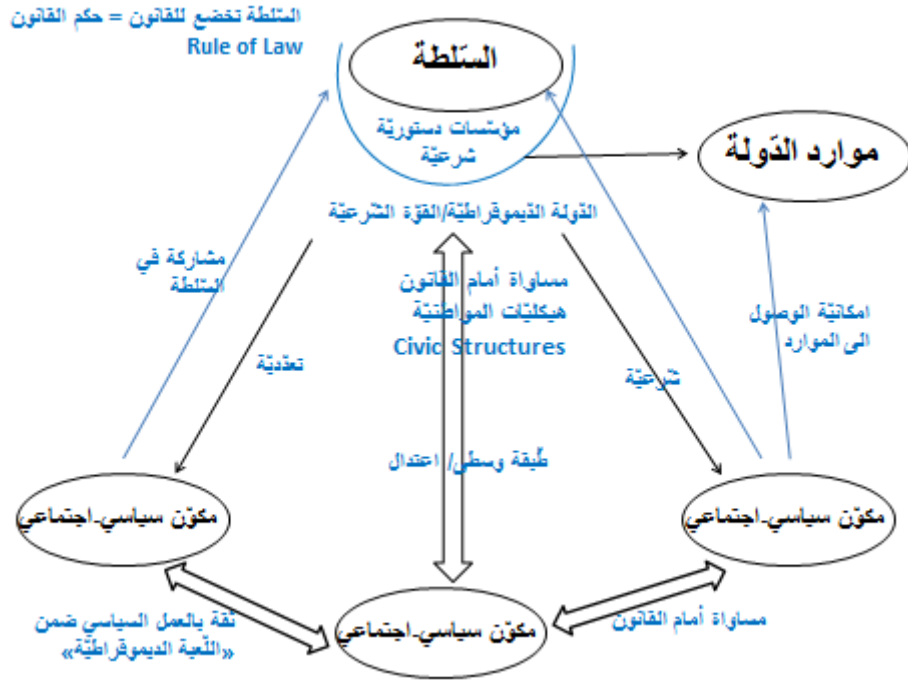 السّلطة تخضع للقانون = حكم القانون
Rule of Law
السّلطة
مؤسّسات دستوريّة
شرعيّة
موارد الدّولة
الدّولة الدّيموقراطيّة/القوّة الشّرعيّة
مشاركة في
السّلطة
مساواة أمام القانون
هيكليّات المواطنيّة
Civic Structures
امكانيّة الوصول
الى الموارد
تعدّديّة
شرعيّة
طبقة وسطى/ اعتدال
مكوّن سياسي-اجتماعي
مكوّن سياسي-اجتماعي
مكوّن سياسي-اجتماعي
ثقة بالعمل السياسي ضمن
«اللّعبة الديموقراطيّة»
مساواة أمام القانون